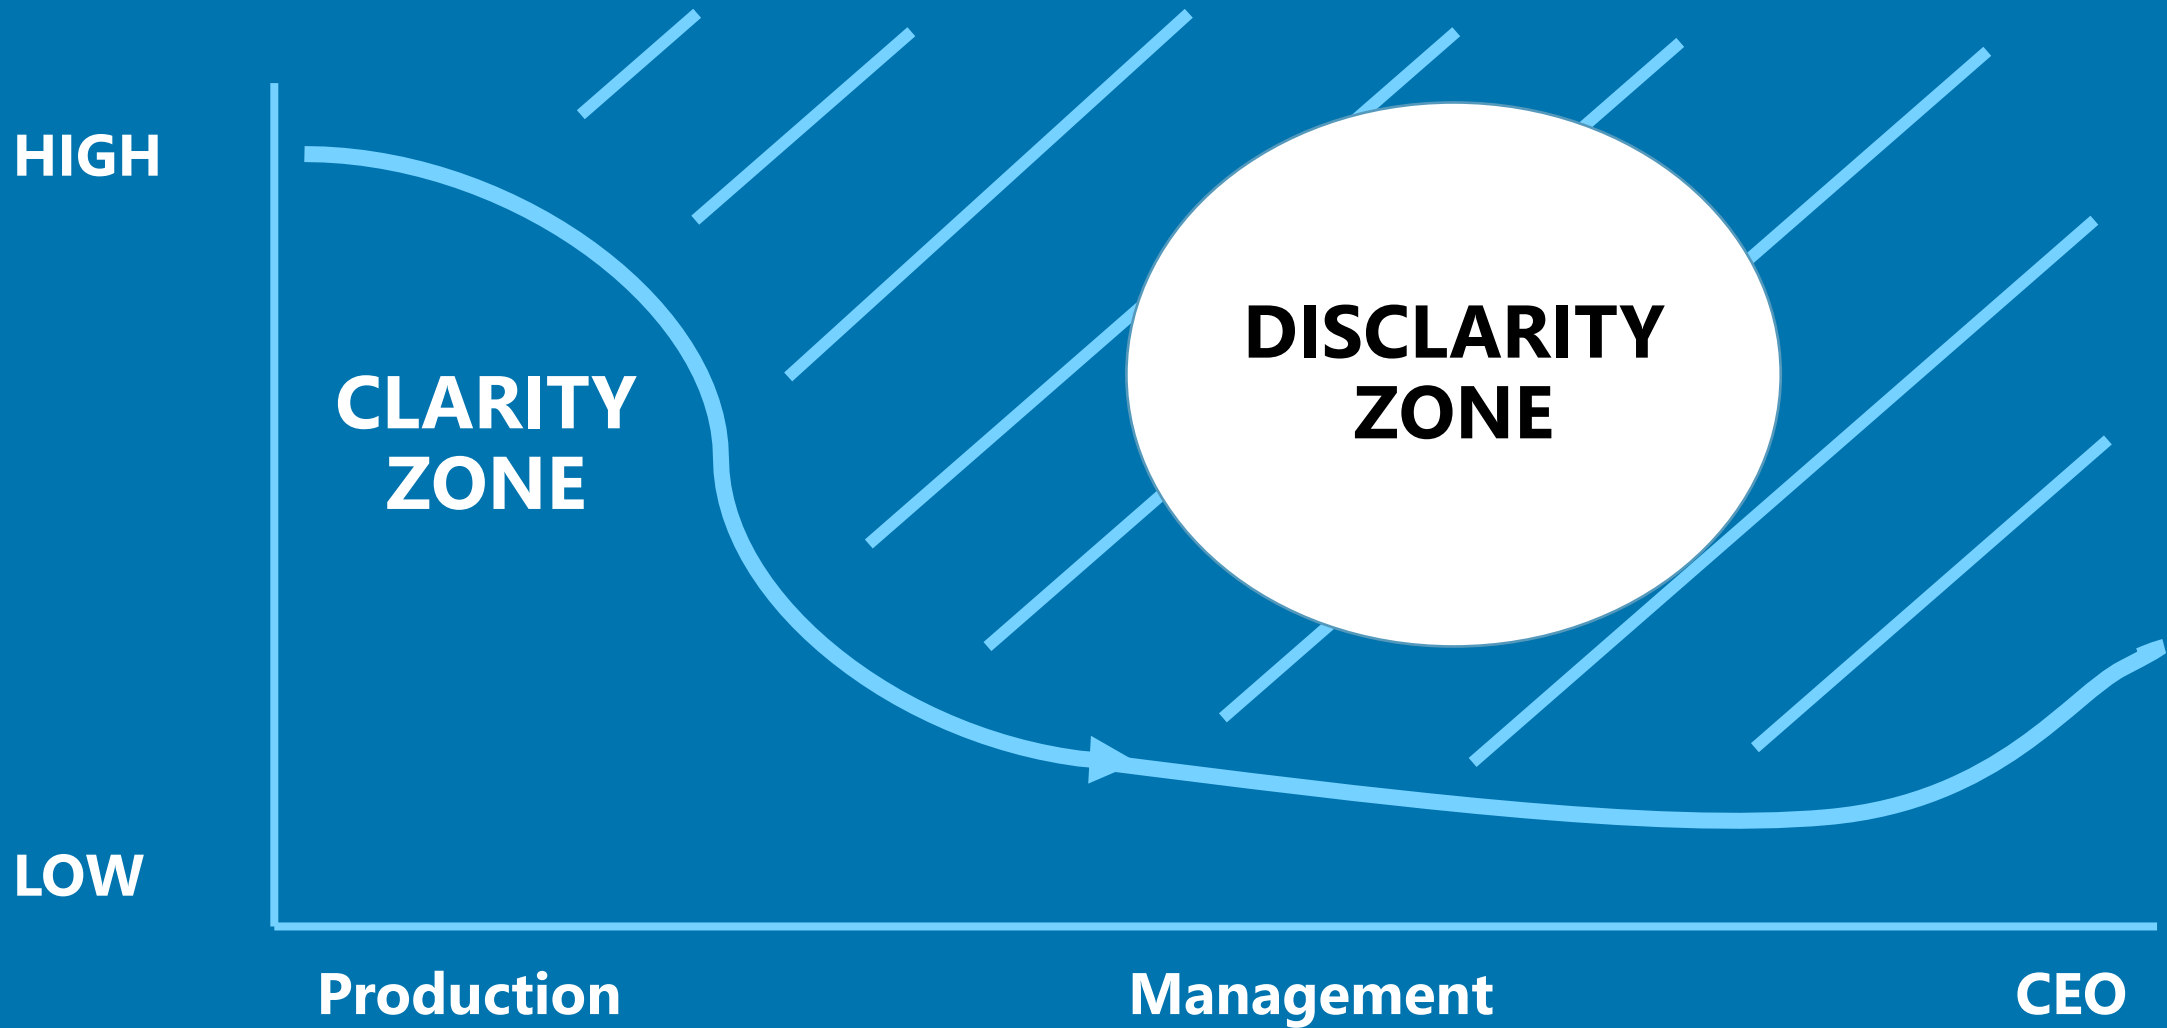 HIGH
CLARITY
ZONE
DISCLARITY
ZONE
LOW
Production
Management
CEO